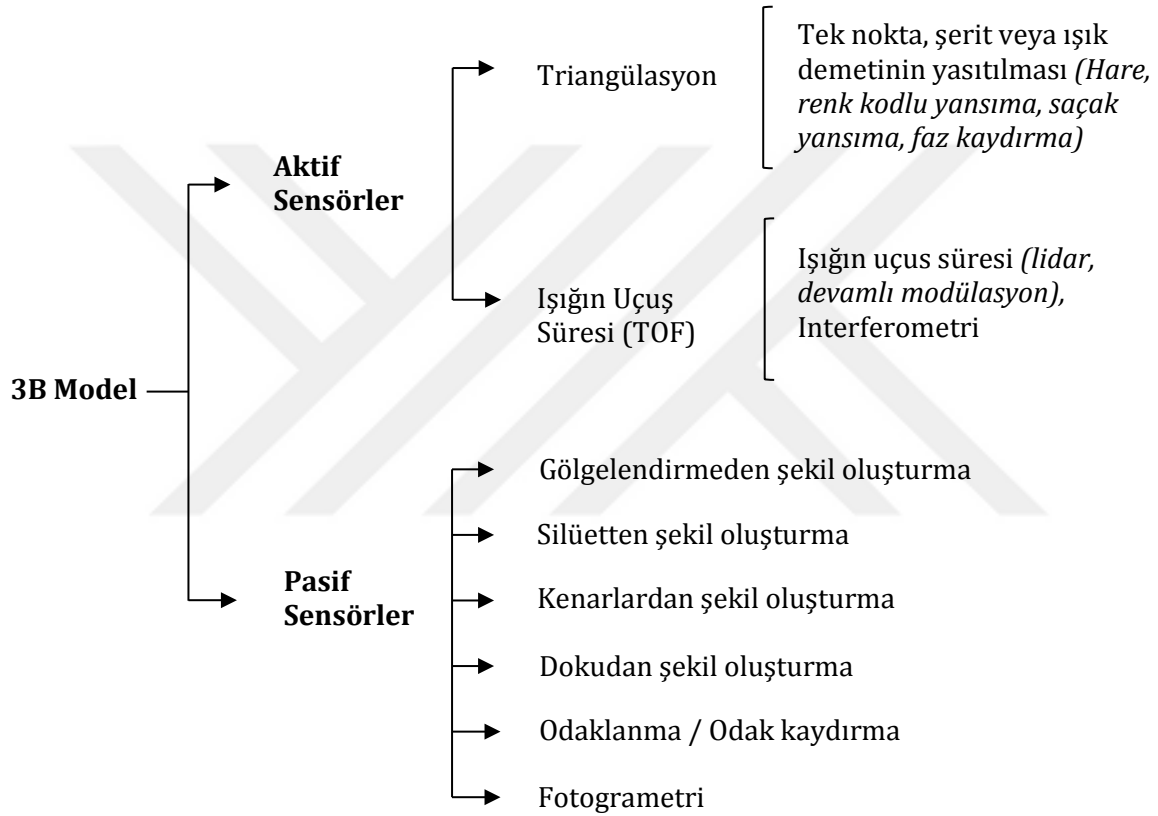 Triangülasyon
Tek nokta, şerit veya ışık
demetinin yasıtılması (Hare,
renk kodlu yansıma, saçak
yansıma, faz kaydırma)
Aktif
Sensörler
Işığın Uçuş
Süresi (TOF)
Işığın uçus süresi (lidar,
devamlı modülasyon),
Interferometri
3B Model
Pasif
Sensörler
Gölgelendirmeden şekil oluşturma
Silüetten şekil oluşturma
Kenarlardan şekil oluşturma
Dokudan şekil oluşturma
Odaklanma / Odak kaydırma
Fotogrametri